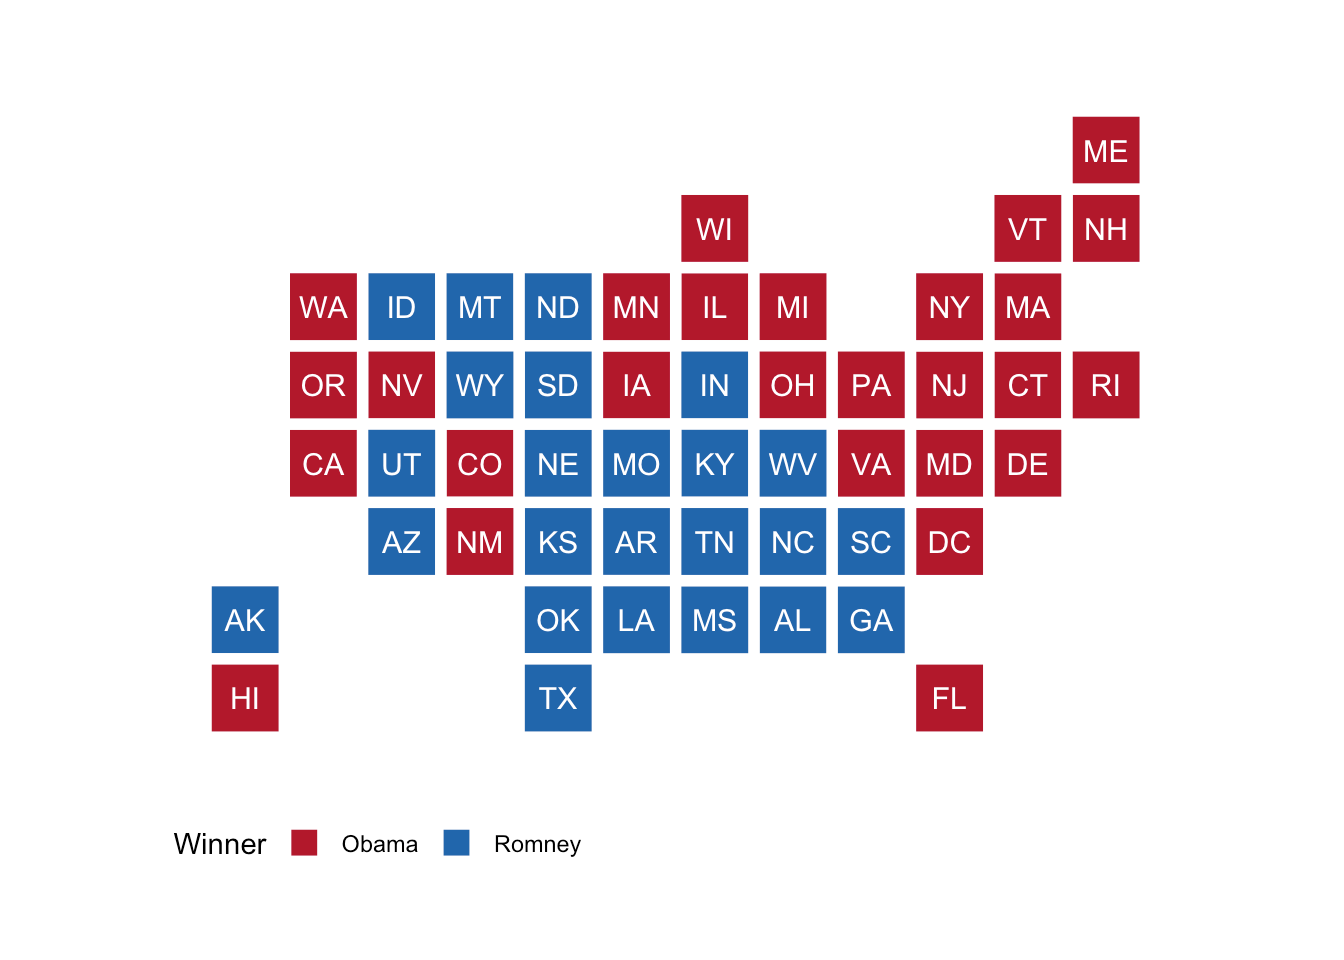 ME
WI VT NH
WA ID MT ND MN IL MI NY MA
OR NV WY SD IA IN OH PA NJ CT RI
CA UT CO NE MO KY WV VA MD DE
AZ NM KS AR TN NC SC DC
AK OK LA MS AL GA
HI TX FL
Winner Obama Romney